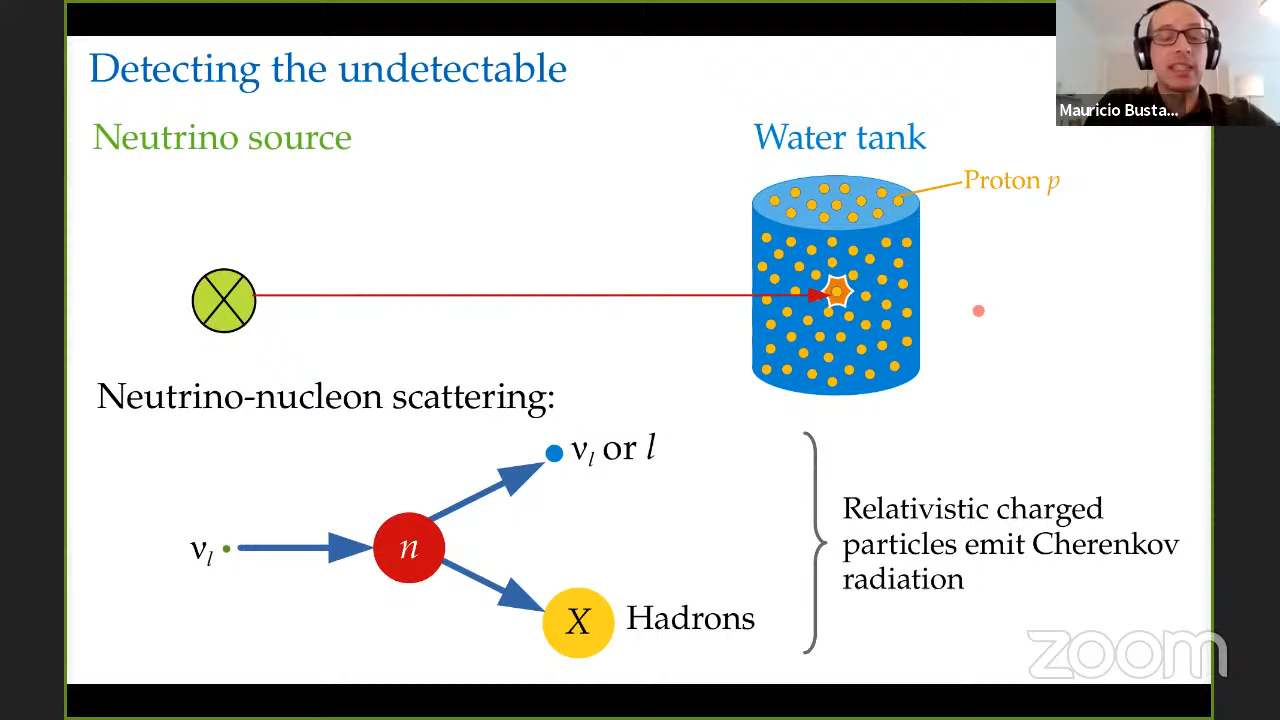 Detecting the undetectable
Mauricio Busta...
Neutrino source
Water tank
Proton p
Neutrino-nucleon scattering:
νl or l
νl
n
X
Hadrons
Relativistic charged
particles emit Cherenkov
radiation
zoom